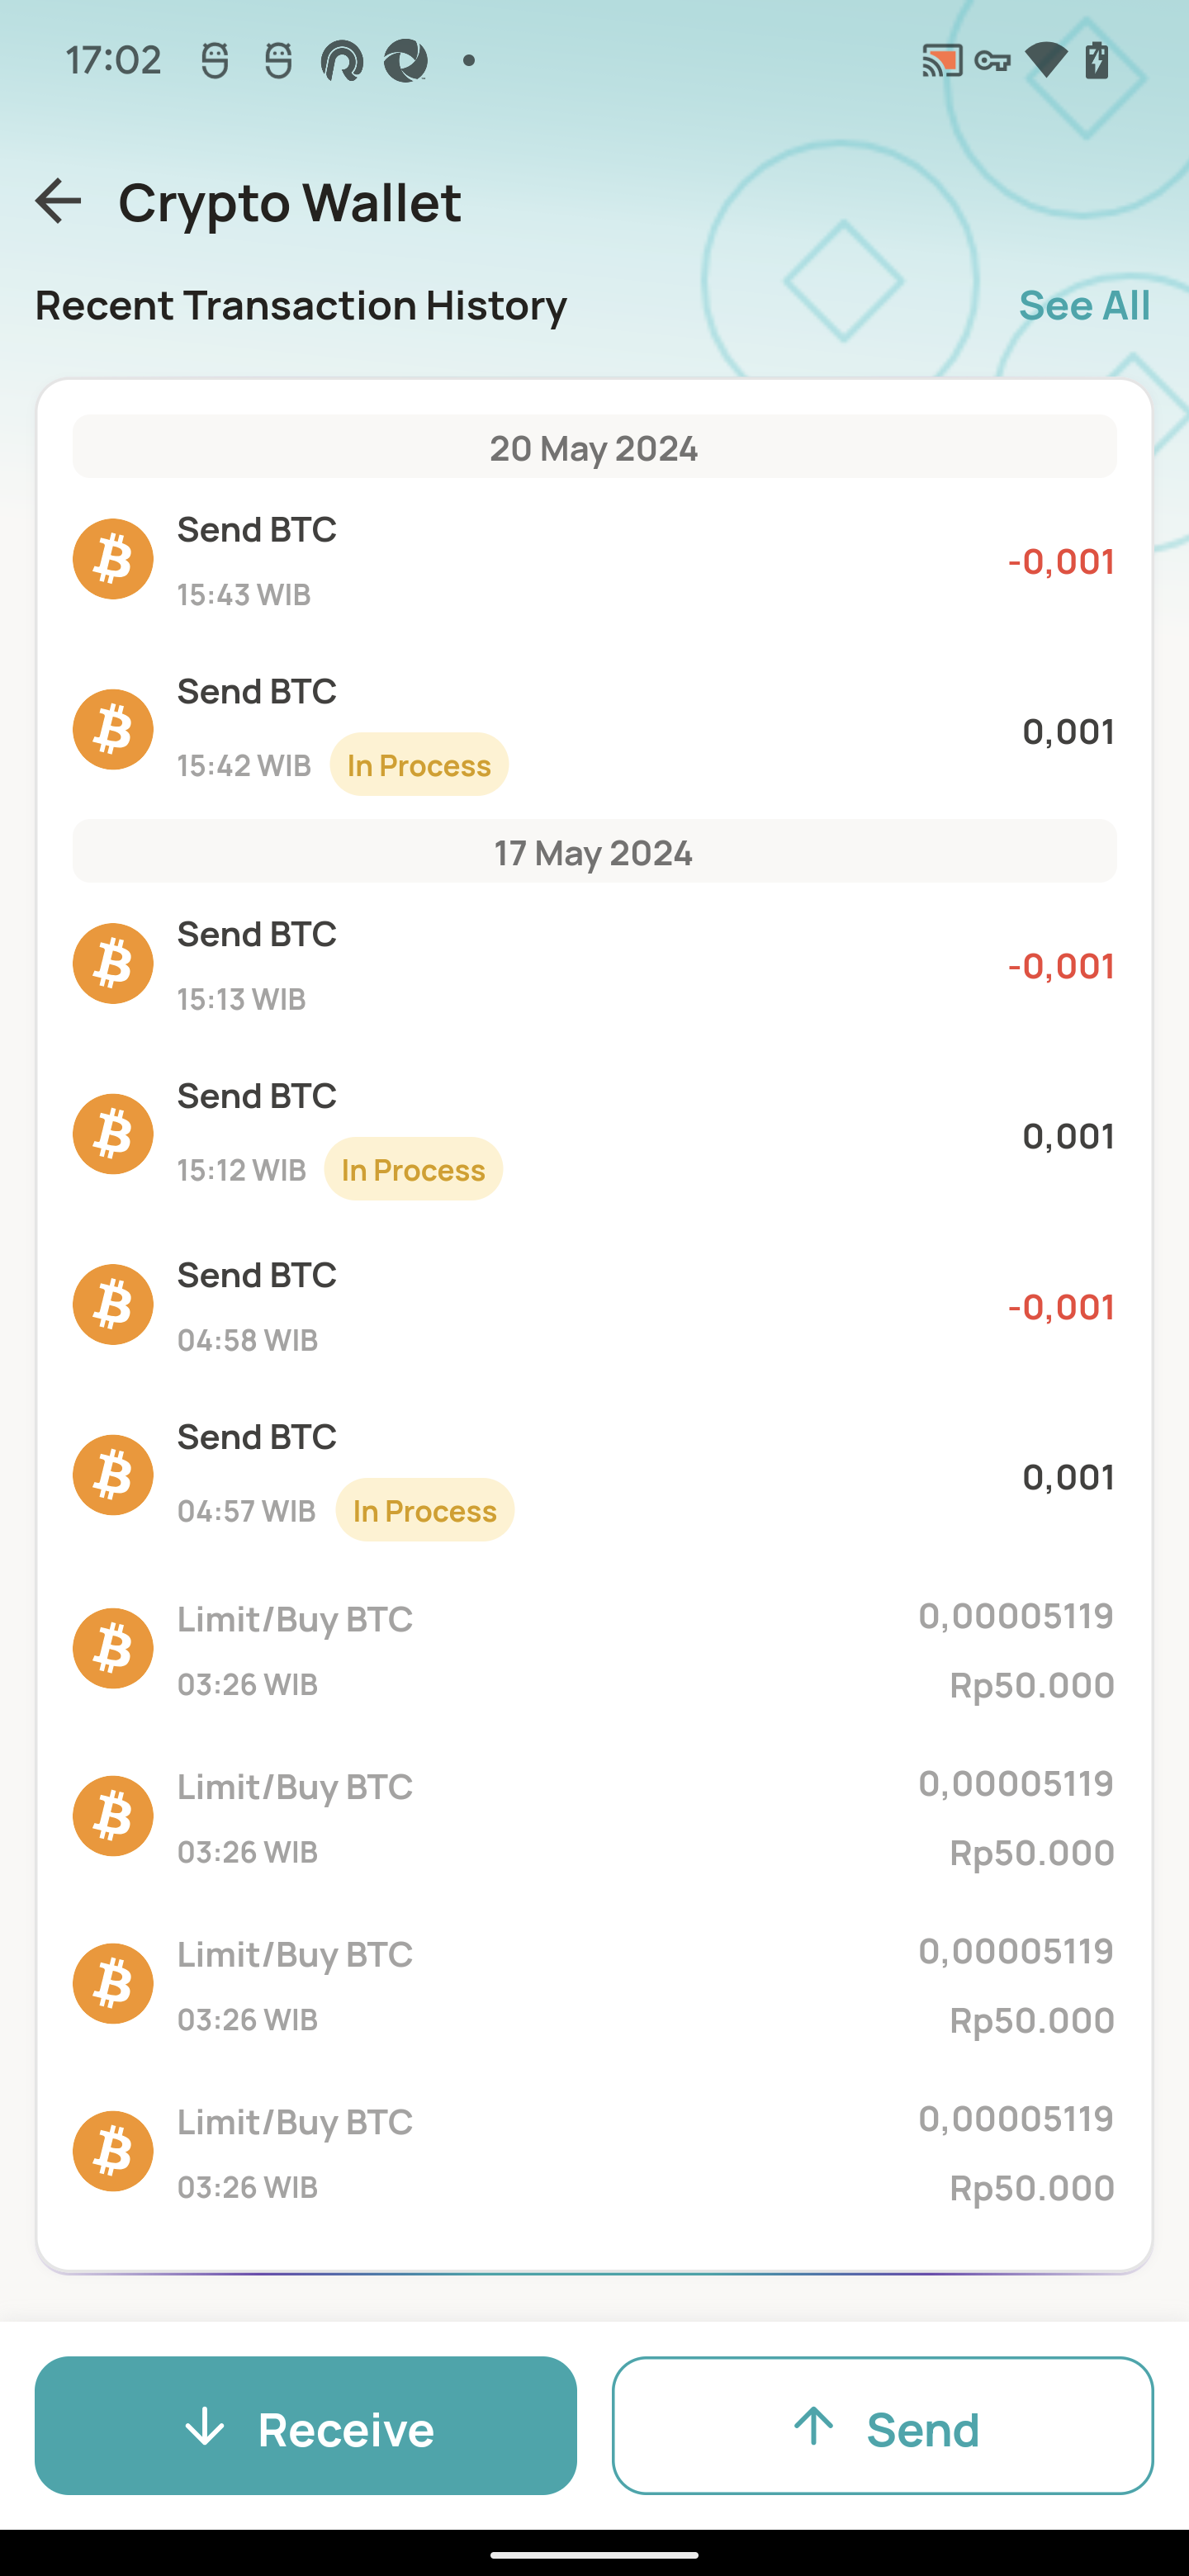 17:02
Crypto Wallet
Recent Transaction History
See All
20 May 2024
Send BTC
-0,001
15:43 WIB
Send BTC
0,001
15:42 WIB In Process
17 May 2024
Send BTC
-0,001
15:13 WIB
Send BTC
0,001
15:12 WIB In Process
Send BTC
-0,001
04:58 WIB
Send BTC
0,001
04:57 WIB In Process
Limit/Buy BTC
0,00005119
03:26 WIB
Rp50.000
Limit/Buy BTC
0,00005119
03:26 WIB
Rp50.000
Limit/Buy BTC
0,00005119
03:26 WIB
Rp50.000
Limit/Buy BTC
0,00005119
03:26 WIB
Rp50.000
Receive
Send